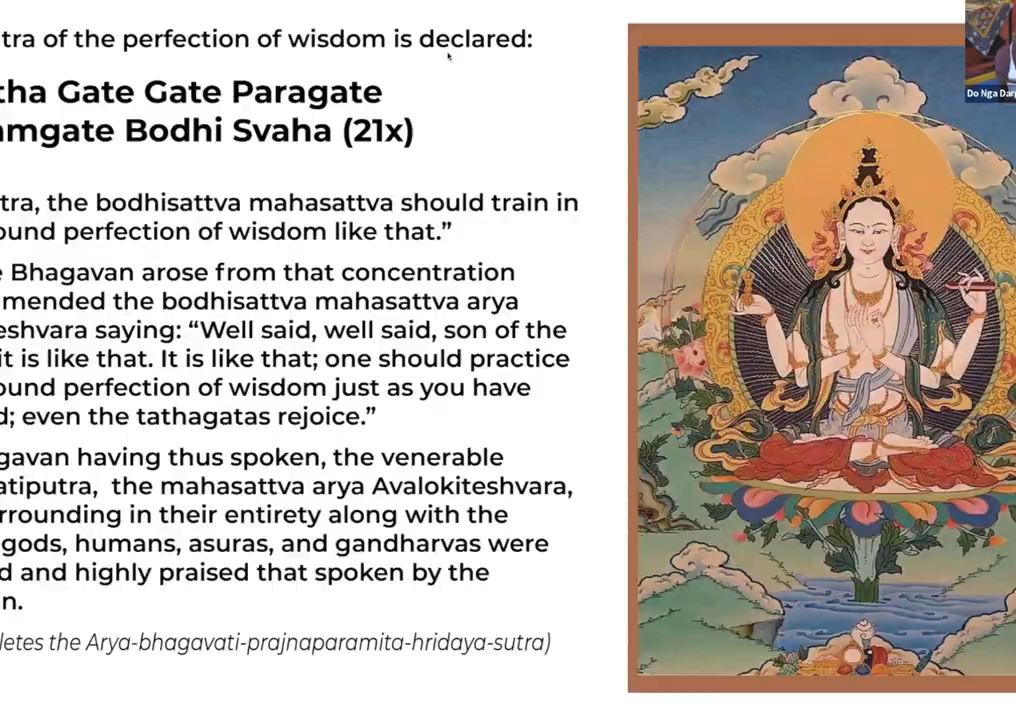 tra of the perfection of wisdom is declared:
tha Gate Gate Paragate
amgate Bodhi Svaha (21x)
tra, the bodhisattva mahasattva should train in
ound perfection of wisdom like that.”
e Bhagavan arose from that concentration
mended the bodhisattva mahasattva arya
eshvara saying: “Well said, well said, son of the
it is like that. It is like that; one should practice
ound perfection of wisdom just as you have
d; even the tathagatas rejoice.”
gavan having thus spoken, the venerable
atiputra, the mahasattva arya Avalokiteshvara,
rrounding in their entirety along with the
gods, humans, asuras, and gandharvas were
d and highly praised that spoken by the
n.
letes the Arya-bhagavati-prajnaparamita-hridaya-sutra)
Do Nga Dar